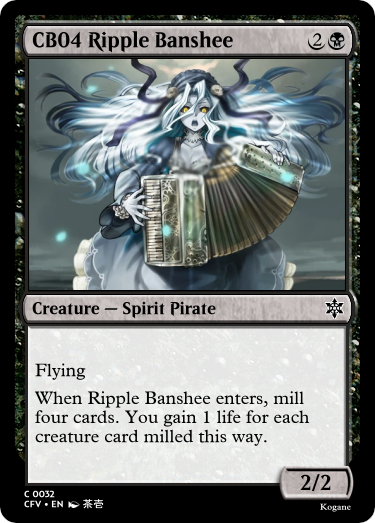 CB04 Ripple Banshee 2
Creature — Spirit Pirate
Flying
When Ripple Banshee enters, mill
four cards. You gain 1 life for each
creature card milled this way.
2/2
C 0032
CFV • EN 茶壱
Kogane